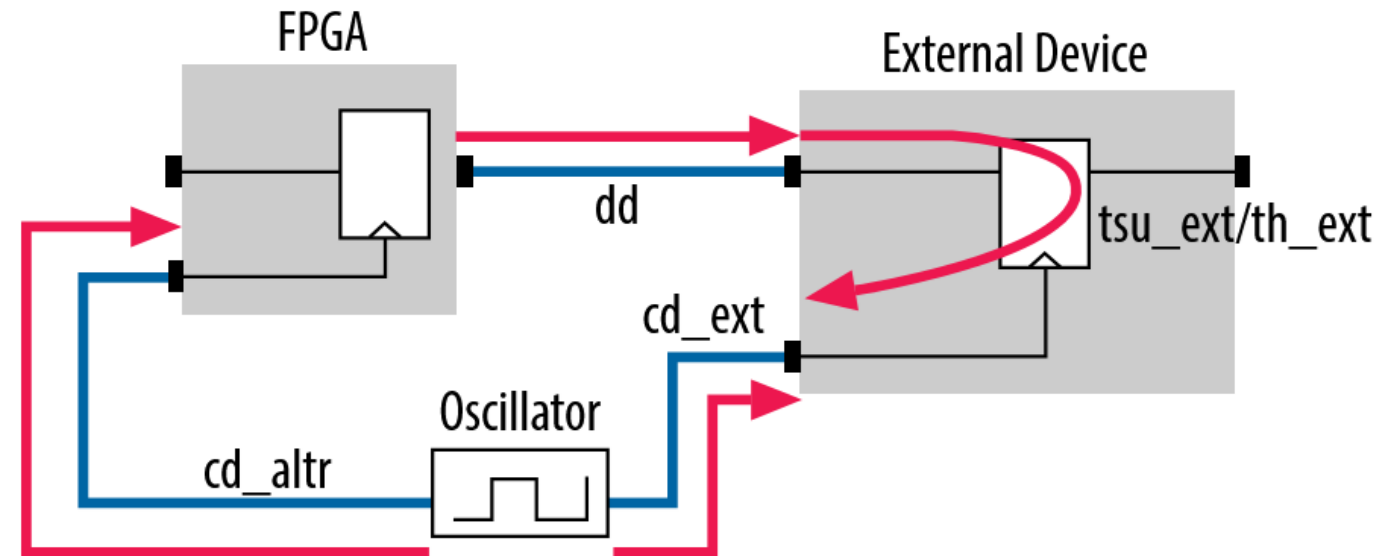 FPGA
External Device
dd
tsu_ext/th_ext
cd_ext
Oscillator
cd_altr